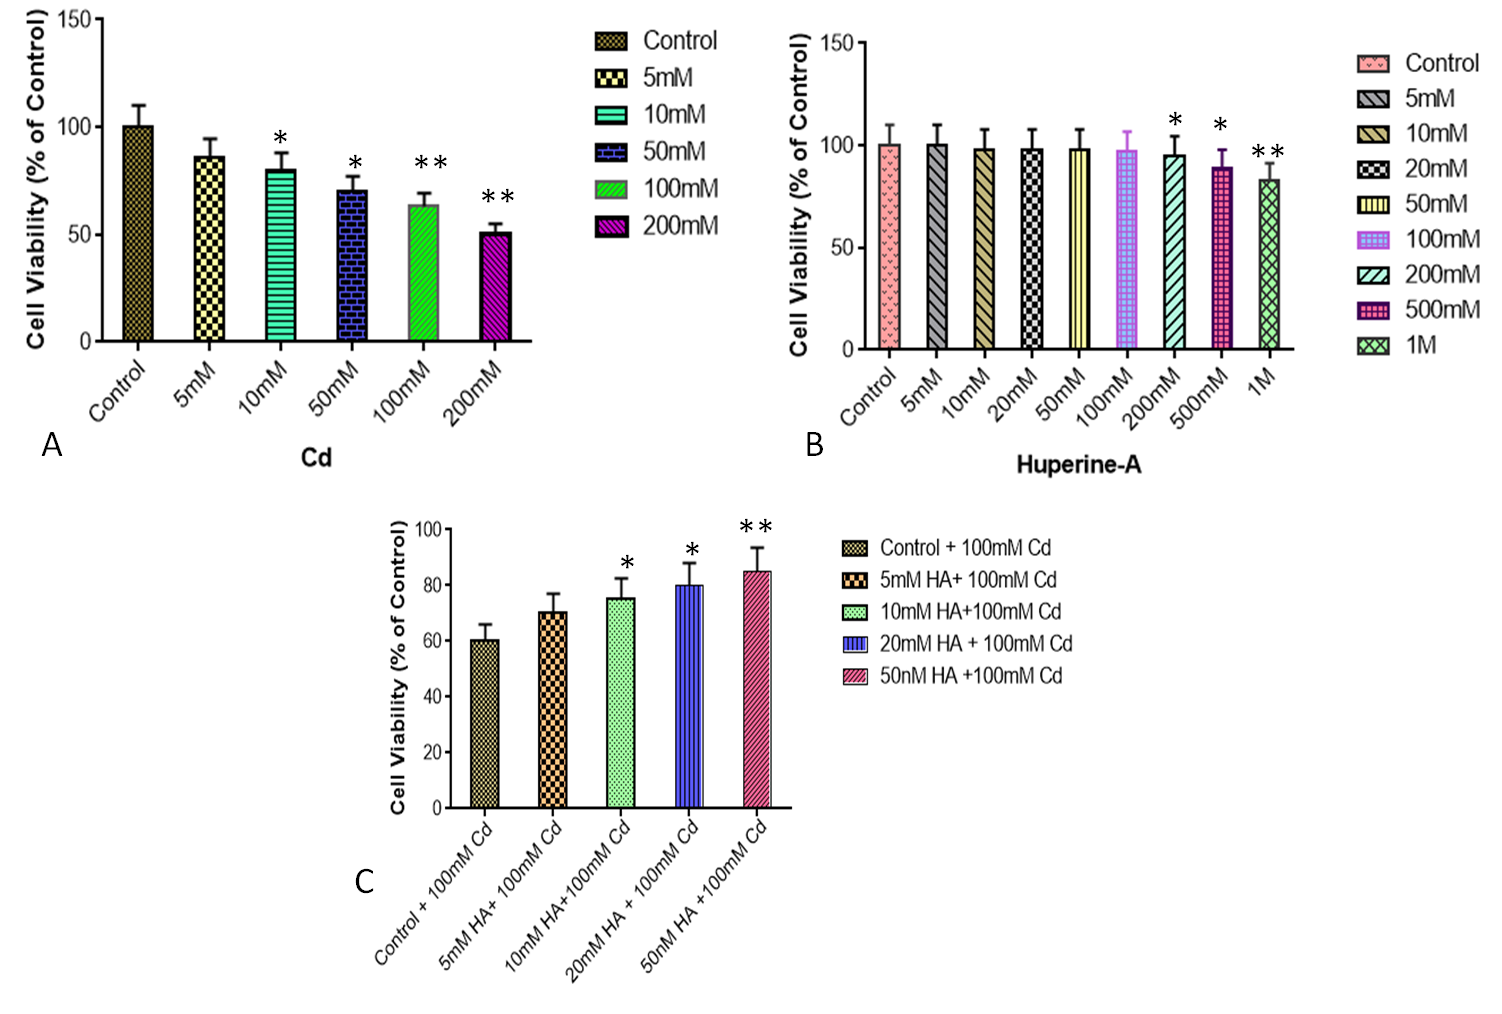 Cell Viability (% of Control)
150
100
50
0
*
*
**
**
Control
5mM
10mM
50mM
100mM
200mM
Cd
A
Control
5mM
10mM
50mM
100mM
200mM
Cell Viability (% of Control)
150
100
50
0
*
*
**
Control
5mM
10mM
20mM
50mM
100mM
200mM
500mM
1M
Huperine-A
B
Control
5mM
10mM
20mM
50mM
100mM
200mM
500mM
1M
Cell Viability (% of Control)
100
80
60
40
20
0
*
*
**
Control + 100mM Cd
5mM HA+ 100mM Cd
10mM HA+100mM Cd
20mM HA + 100mM Cd
50nM HA +100mM Cd
C
Control + 100mM Cd
5mM HA+ 100mM Cd
10mM HA+100mM Cd
20mM HA + 100mM Cd
50nM HA +100mM Cd